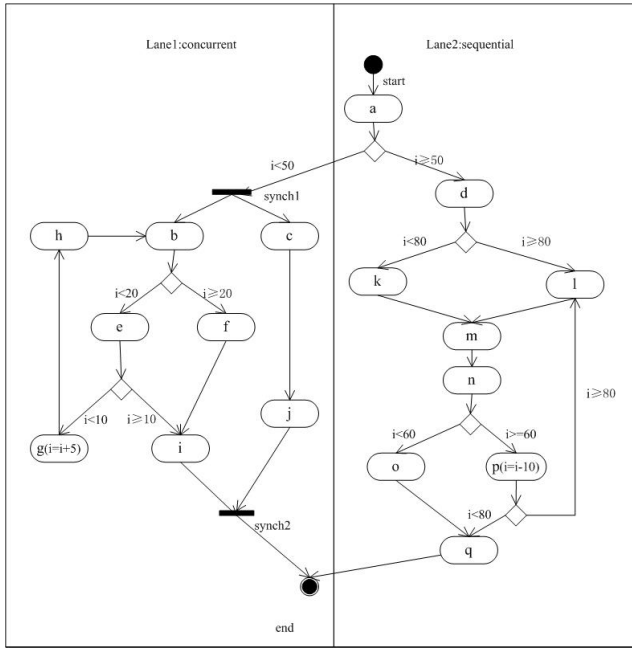 Lane1:concurrent
Lane2:sequential
start
a
i<50
i≥50
synch1
d
h
b
c
i<80
i≥80
k
l
i<20
i≥20
e
f
m
n
i≥80
i<10
i≥10
j
i<60
i>=60
g(i=i+5)
i
o
p(i=i-10)
i<80
synch2
q
end